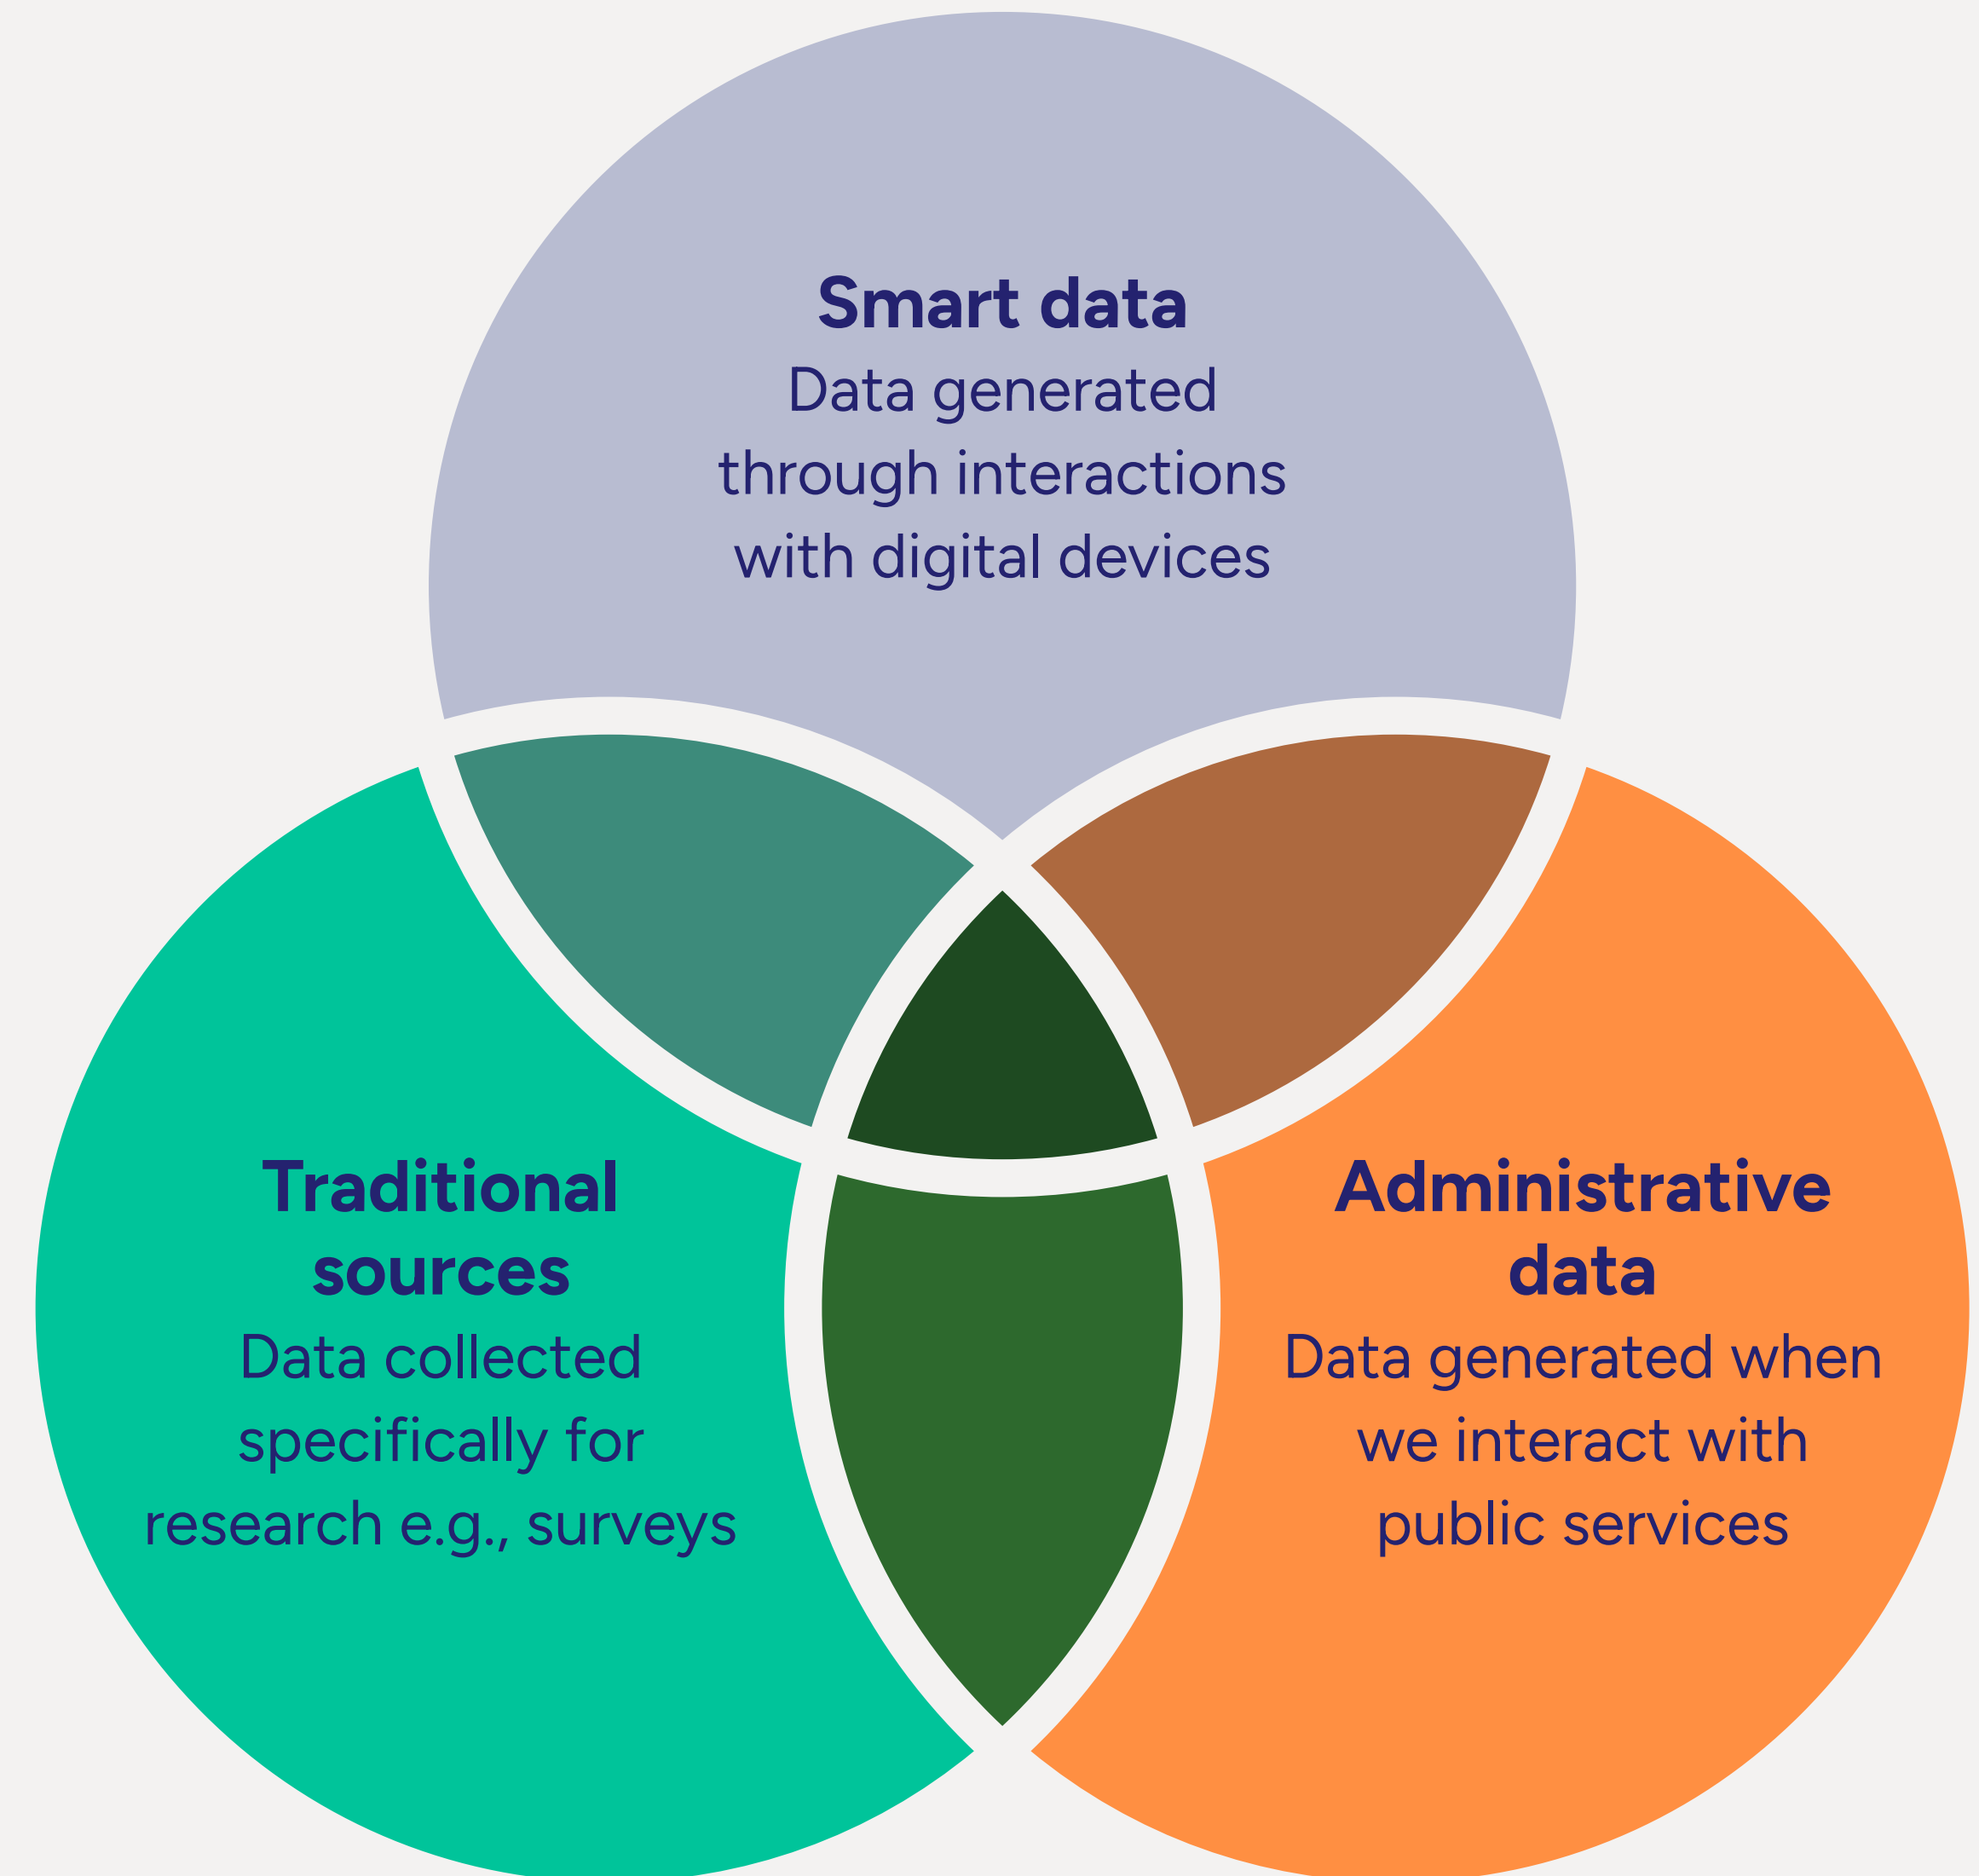 Smart data
Data generated
through interactions
with digital devices
Traditional
sources
Data collected
specifically for
research e.g., surveys
Administrative
data
Data generated when
we interact with
public services